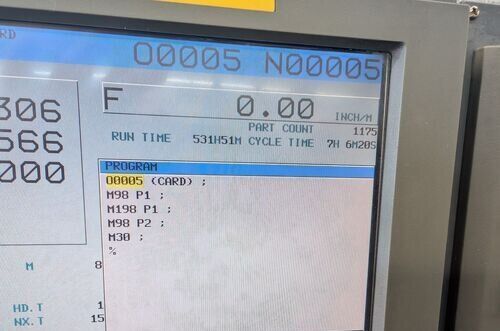 RD
O0005 N00005
306
566
000
F 0.00 INCH/M
PART COUNT 1175
RUN TIME 531H51M CYCLE TIME 7H 6M20S
PROGRAM
O0005 (CARD) ;
M98 P1 ;
M198 P1 ;
M98 P2 ;
M30 ;
%
M 8
HD.T 1
NX.T 15